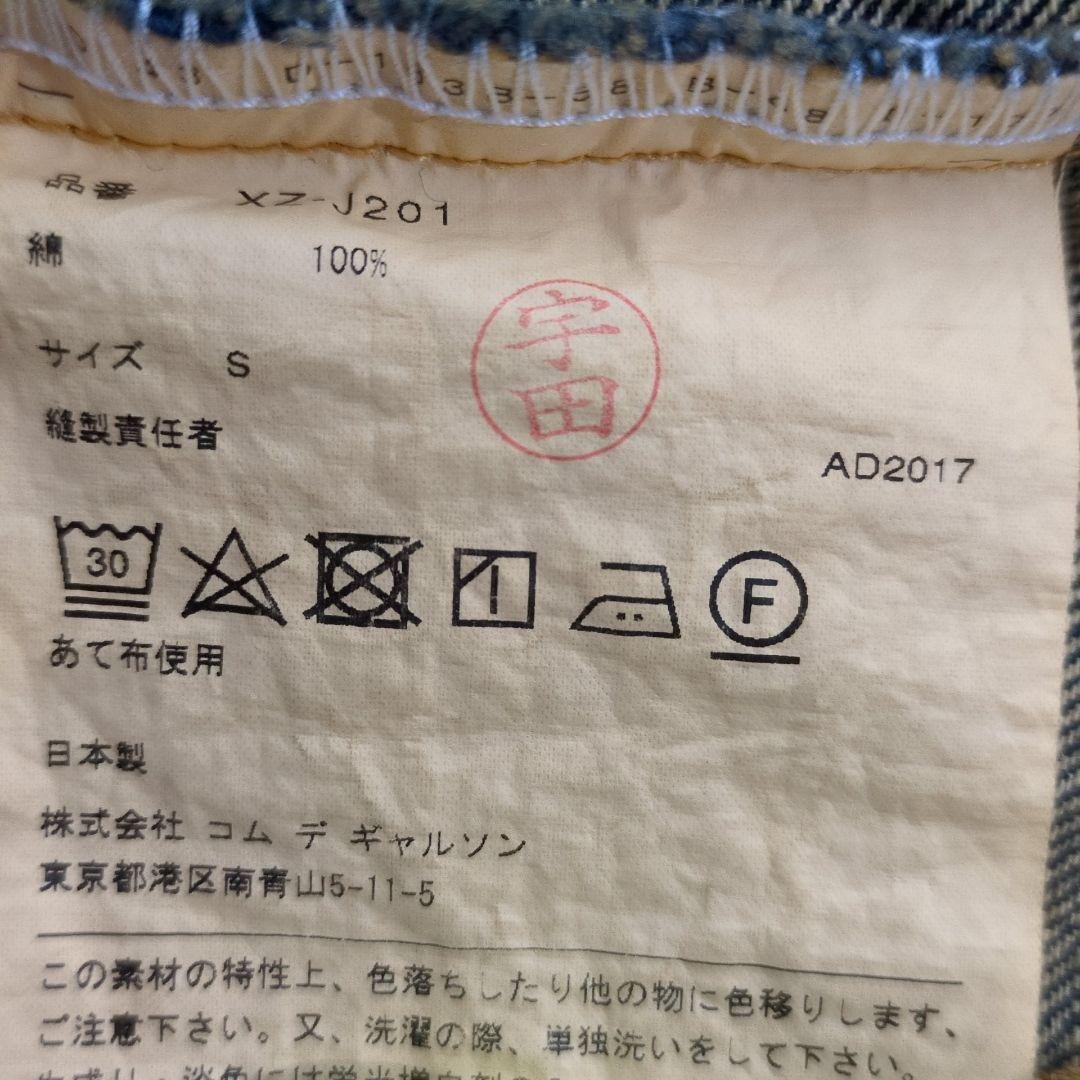 品番 XZ-J201
綿 100%
サイズ S
縫製責任者
宇田
AD2017
30
F
あて布使用
日本製
株式会社 コム デ ギャルソン
東京都港区南青山5-11-5
この素材の特性上、色落ちしたり他の物に色移りします、
ご注意下さい。又、洗濯の際、単独洗いをして下さい。